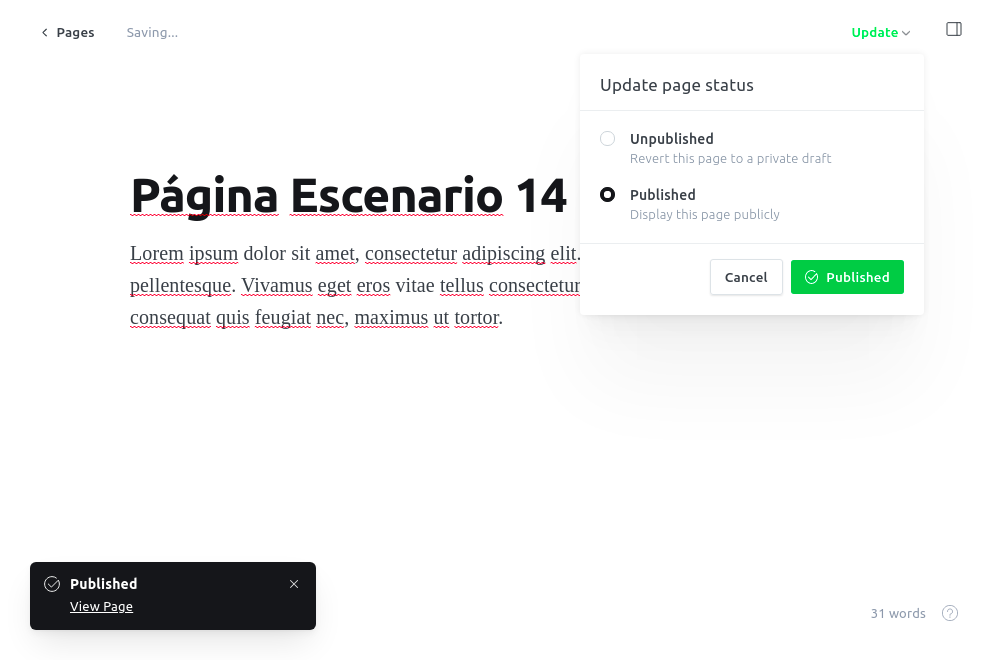 Pages
Saving...
Update
Update page status
Unpublished
Revert this page to a private draft
Published
Display this page publicly
Cancel
Published
Página Escenario 14
Lorem ipsum dolor sit amet, consectetur adipiscing elit.
pellentesque. Vivamus eget eros vitae tellus consectetur
consequat quis feugiat nec, maximus ut tortor.
Published
View Page
31 words
?